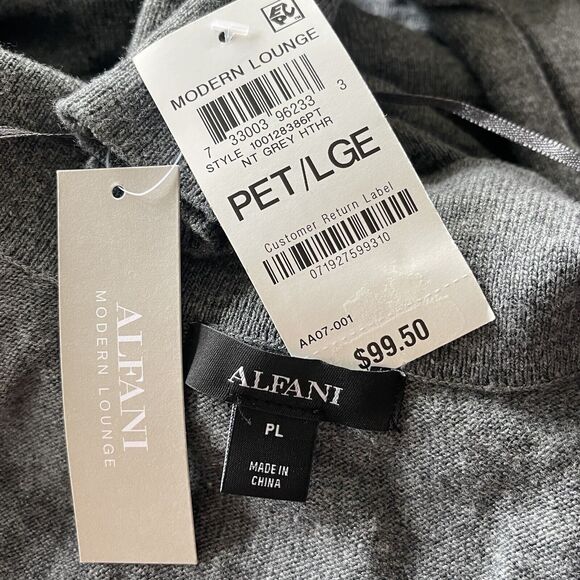 MODERN LOUNGE
7 33003 96233 3
STYLE 100128386PT
NT GREY HTHR
PET/LGE
Customer Return Label
071927599310
AA07-001
$99.50
ALFANI
MODERN LOUNGE
ALFANI
PL
MADE IN
CHINA